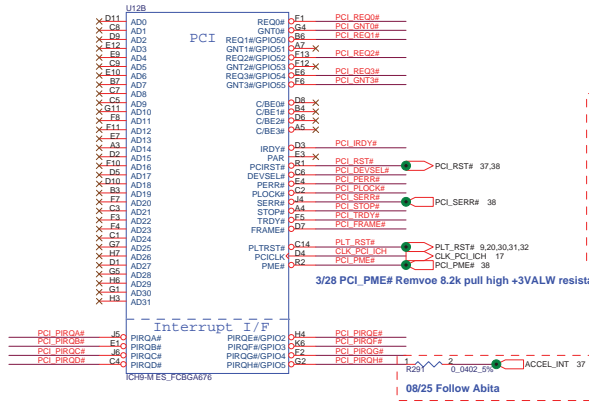 U12B
PCI
D11 AD0 REQ0# F1 PCI_REQ0#
C8 AD1 GNT0# G4 PCI_GNT0#
D9 AD2 REQ1#/GPIO50 B6 PCI_REQ1#
E12 AD3 GNT1#/GPIO51 A7
E9 AD4 REQ2#/GPIO52 F13 PCI_REQ2#
C9 AD5 GNT2#/GPIO53 F12
E10 AD6 REQ3#/GPIO54 E6 PCI_REQ3#
B7 AD7 GNT3#/GPIO55 F6 PCI_GNT3#
C7 AD8
C5 AD9 C/BE0# D8
G11 AD10 C/BE1# B4
F8 AD11 C/BE2# D6
F11 AD12 C/BE3# A5
E7 AD13
A3 AD14 IRDY# D3 PCI_IRDY#
D2 AD15 PAR E3
F10 AD16 PCIRST# R1 PCI_RST# PCI_RST# 37,38
D5 AD17 DEVSEL# C6 PCI_DEVSEL#
D10 AD18 PERR# E4 PCI_PERR#
B3 AD19 PLOCK# C2 PCI_PLOCK#
F7 AD20 SERR# J4 PCI_SERR# PCI_SERR# 38
C3 AD21 STOP# A4 PCI_STOP#
F3 AD22 TRDY# F5 PCI_TRDY#
F4 AD23 FRAME# D7 PCI_FRAME#
C1 AD24
G7 AD25 PLTRST# C14 PLT_RST# PLT_RST# 9,20,30,31,32
H7 AD26 PCICLK D4 CLK_PCI_ICH CLK_PCI_ICH 17
D1 AD27 PME# R2 PCI_PME# PCI_PME# 38
G5 AD28
H6 AD29
G1 AD30
H3 AD31
3/28 PCI_PME# Remvoe 8.2k pull high +3VALW resista
Interrupt I/F
PCI_PIRQA# J5 PIRQA# PIRQE#/GPIO2 H4 PCI_PIRQE#
PCI_PIRQB# E1 PIRQB# PIRQF#/GPIO3 K6 PCI_PIRQF#
PCI_PIRQC# J6 PIRQC# PIRQG#/GPIO4 F2 PCI_PIRQG#
PCI_PIRQD# C4 PIRQD# PIRQH#/GPIO5 G2 PCI_PIRQH# 1 2 ACCEL_INT 37
R291 0_0402_5%
ICH9-M ES_FCBGA676
08/25 Follow Abita